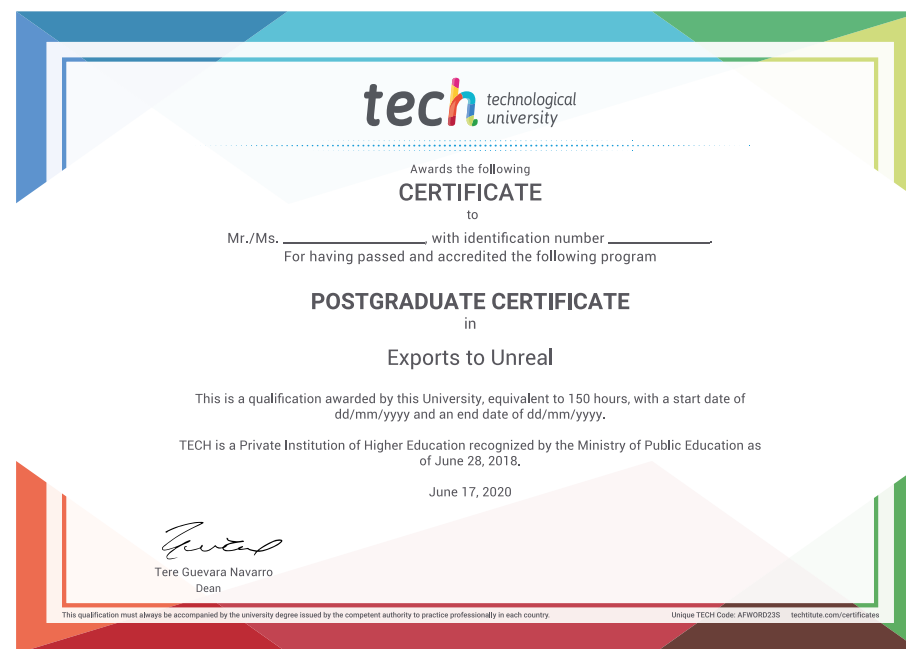 tech technological
university
Awards the following
CERTIFICATE
to
Mr./Ms. ____________, with identification number _________.
For having passed and accredited the following program
POSTGRADUATE CERTIFICATE
in
Exports to Unreal
This is a qualification awarded by this University, equivalent to 150 hours, with a start date of
dd/mm/yyyy and an end date of dd/mm/yyyy.
TECH is a Private Institution of Higher Education recognized by the Ministry of Public Education as
of June 28, 2018.
June 17, 2020
Tere Guevara Navarro
Dean
This qualification must always be accompanied by the university degree issued by the competent authority to practice professionally in each country. Unique TECH Code: AFWORD23S techtitute.com/certificates